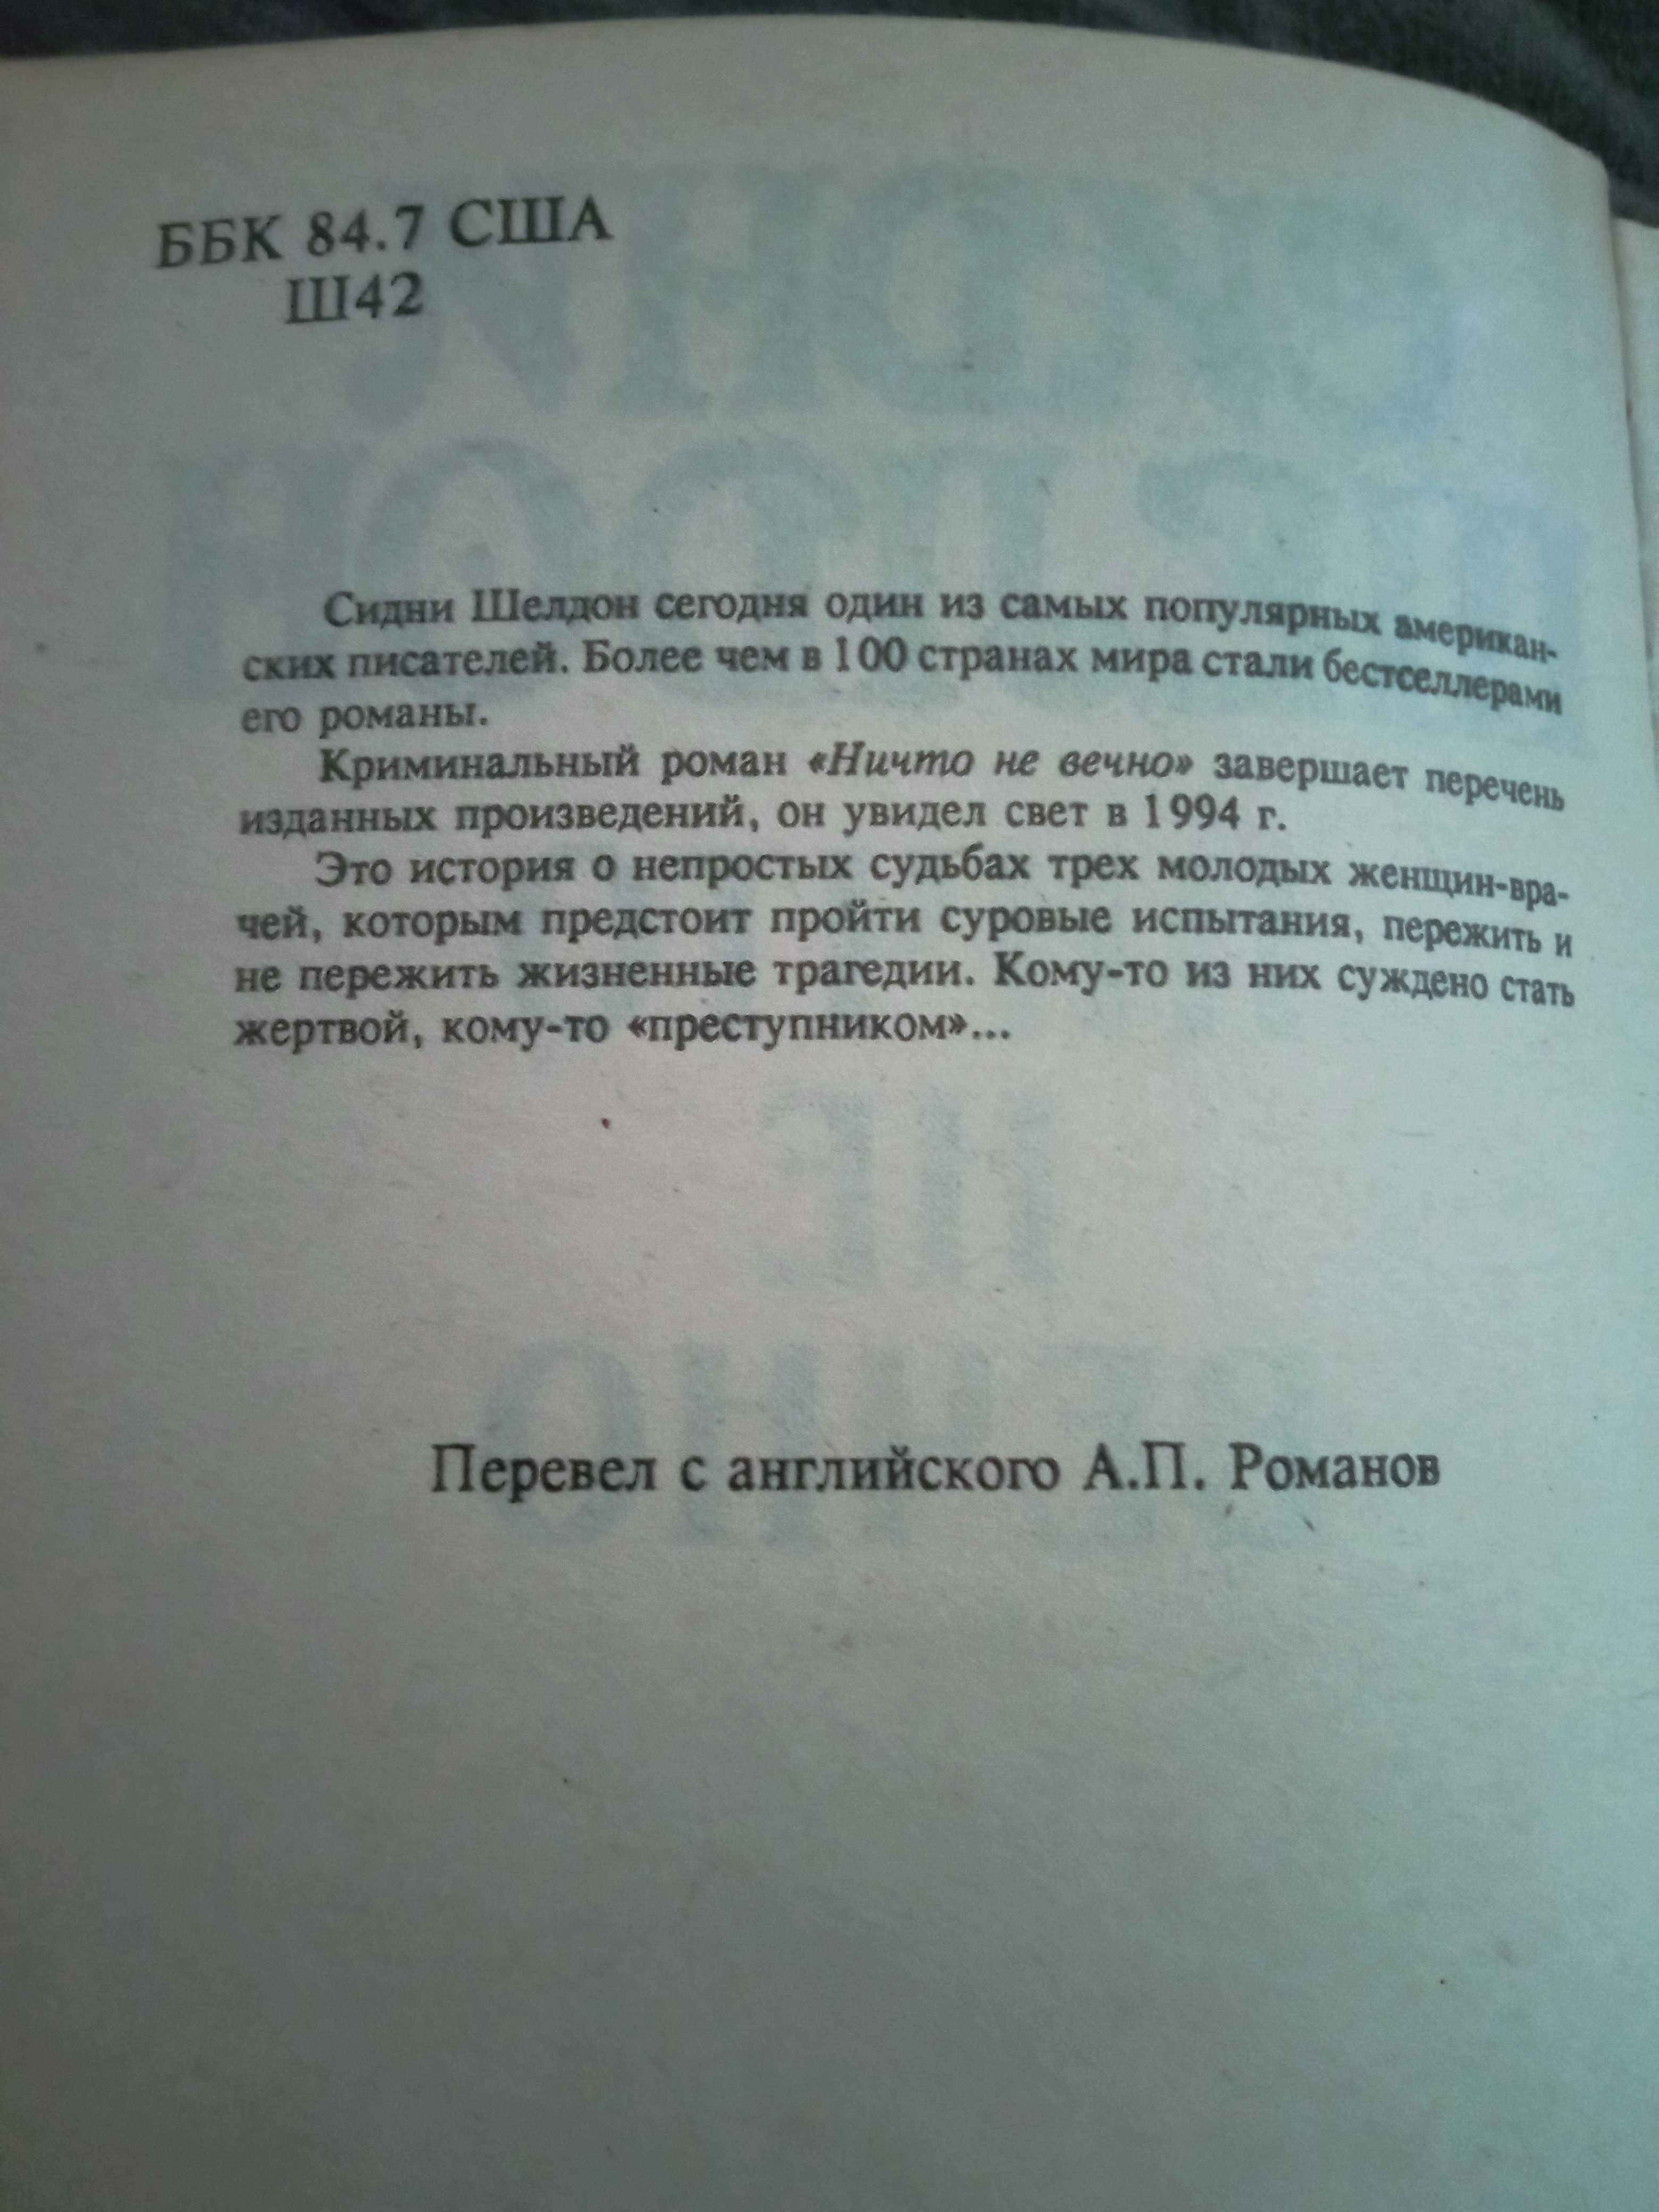 ББК 84.7 США
Ш42
Сидни Шелдон сегодня один из самых популярных американ-
ских писателей. Более чем в 100 странах мира стали бестселлерами
его романы.
Криминальный роман «Ничто не вечно» завершает перечень
изданных произведений, он увидел свет в 1994 г.
Это история о непростых судьбах трех молодых женщин-вра-
чей, которым предстоит пройти суровые испытания, пережить и
не пережить жизненные трагедии. Кому-то из них суждено стать
жертвой, кому-то «преступником»...
Перевел с английского А.П. Романов